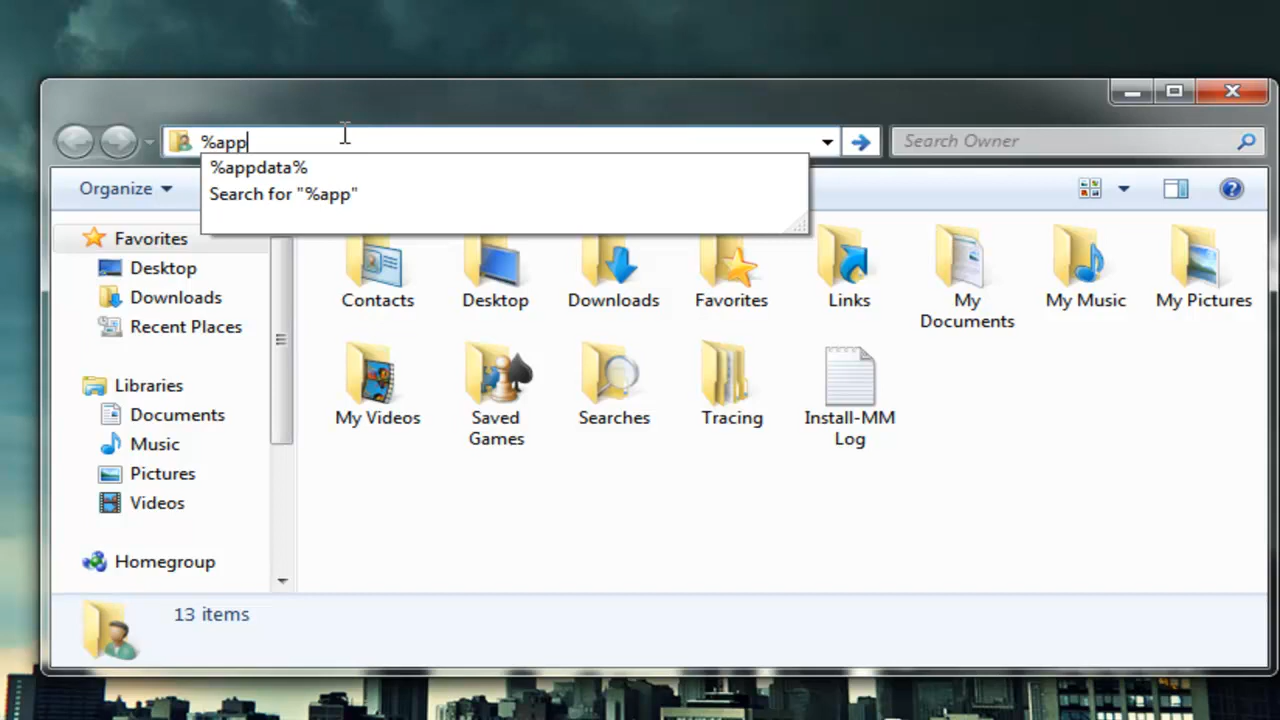 %app
Search Owner
%appdata%
Search for "%app"
Organize
Favorites
Desktop
Downloads
Recent Places
Libraries
Documents
Music
Pictures
Videos
Homegroup
Contacts
Desktop
Downloads
Favorites
Links
My
Documents
My Music
My Pictures
My Videos
Saved
Games
Searches
Tracing
Install-MM
Log
13 items